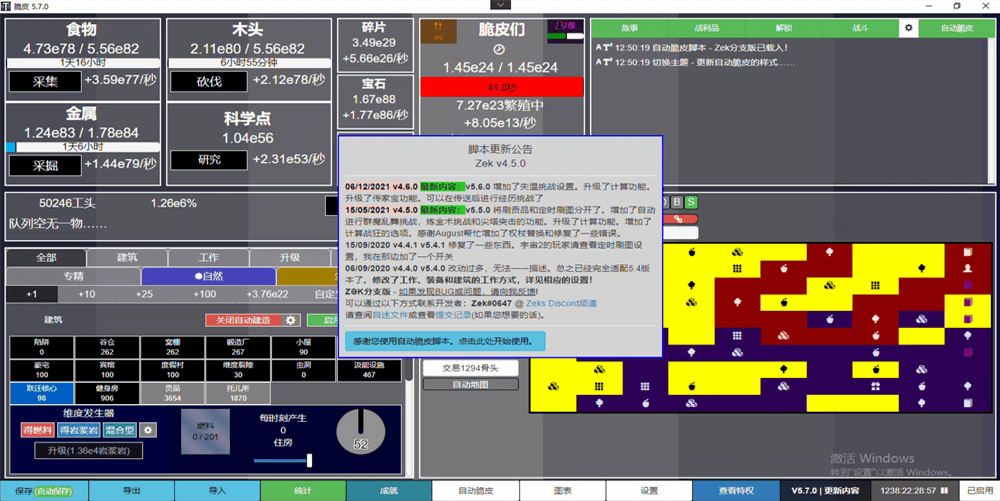 脆皮 5.7.0
食物
4.73e78 / 5.56e82
1天16小时
采集
+3.59e77/秒
木头
2.11e80 / 5.56e82
6小时55分钟
砍伐
+2.12e78/秒
碎片
3.49e29
+5.66e26/秒
宝石
1.67e88
+1.77e86/秒
金属
1.24e83 / 1.78e84
1天6小时
采掘
+1.44e79/秒
科学点
1.04e56
研究
+2.31e53/秒
脆皮们
1.45e24 / 1.45e24
44.8秒
7.27e23繁殖中
+8.05e13/秒
故事
战利品
解锁
战斗
自动脆皮
12:50:19 自动脆皮脚本 - Zek分支版已载入！
12:50:19 切换主题 - 更新自动脆皮的样式……
50246工头
1.26e6%
队列空无一物……
脚本更新公告
Zek v4.5.0
06/12/2021 v4.6.0 最新内容： v5.6.0 增加了失温挑战设置。升级了计算功能。
升级了传家宝功能。可以在传送后进行经历挑战了
15/05/2021 v4.5.0 最新内容： v5.5.0 将刷贡品和定时刷图分开了。增加了自动
进行群魔乱舞挑战，炼金术挑战和尖塔突击的功能。升级了计算功能。增加了
计算战狂的选项。感谢August帮忙增加了权杖替换和修复了一些错误。
15/09/2020 v4.4.1 v5.4.1 修复了一些东西。宇宙2的玩家请查看定时刷图设
置，我在那边加了一个开关
06/09/2020 v4.4.0 v5.4.0 改动过多，无法一一描述。总之已经完全适配5.4版
本了。修改了工作、装备和建筑的工作方式，详见相应的设置！
ZΘK分支版 - 如果发现BUG或问题，请向我反馈!
可以通过以下方式联系开发者：Zek#0647 @ Zeks Discord频道
请查阅自述文件或查看提交记录(如果您想要的话)。
感谢您使用自动脆皮脚本。点击此处开始使用。
B
S
全部
建筑
工作
升级
专精
●自然
+1
+10
+25
+100
+3.76e22
建筑
关闭自动建造
陷阱
0
谷仓
262
窝棚
262
锻造厂
267
小屋
90
豪宅
100
宾馆
100
度假村
100
维度裂隙
30
虫洞
0
汲能设施
467
跃迁核心
98
健身房
906
贡品
3654
托儿所
1870
维度发生器
得燃料
得岩浆岩
混合型
升级(1.36e4岩浆岩)
燃料
0 / 201
每时刻产生
0
住房
52
交易1294骨头
自动地图
激活 Windows
转到"设置"以激活 Windows。
保存 (自动保存)
导出
导入
统计
成就
自动脆皮
图表
设置
查看特权
V5.7.0 | 更新内容
1238:22:28:57
已启用